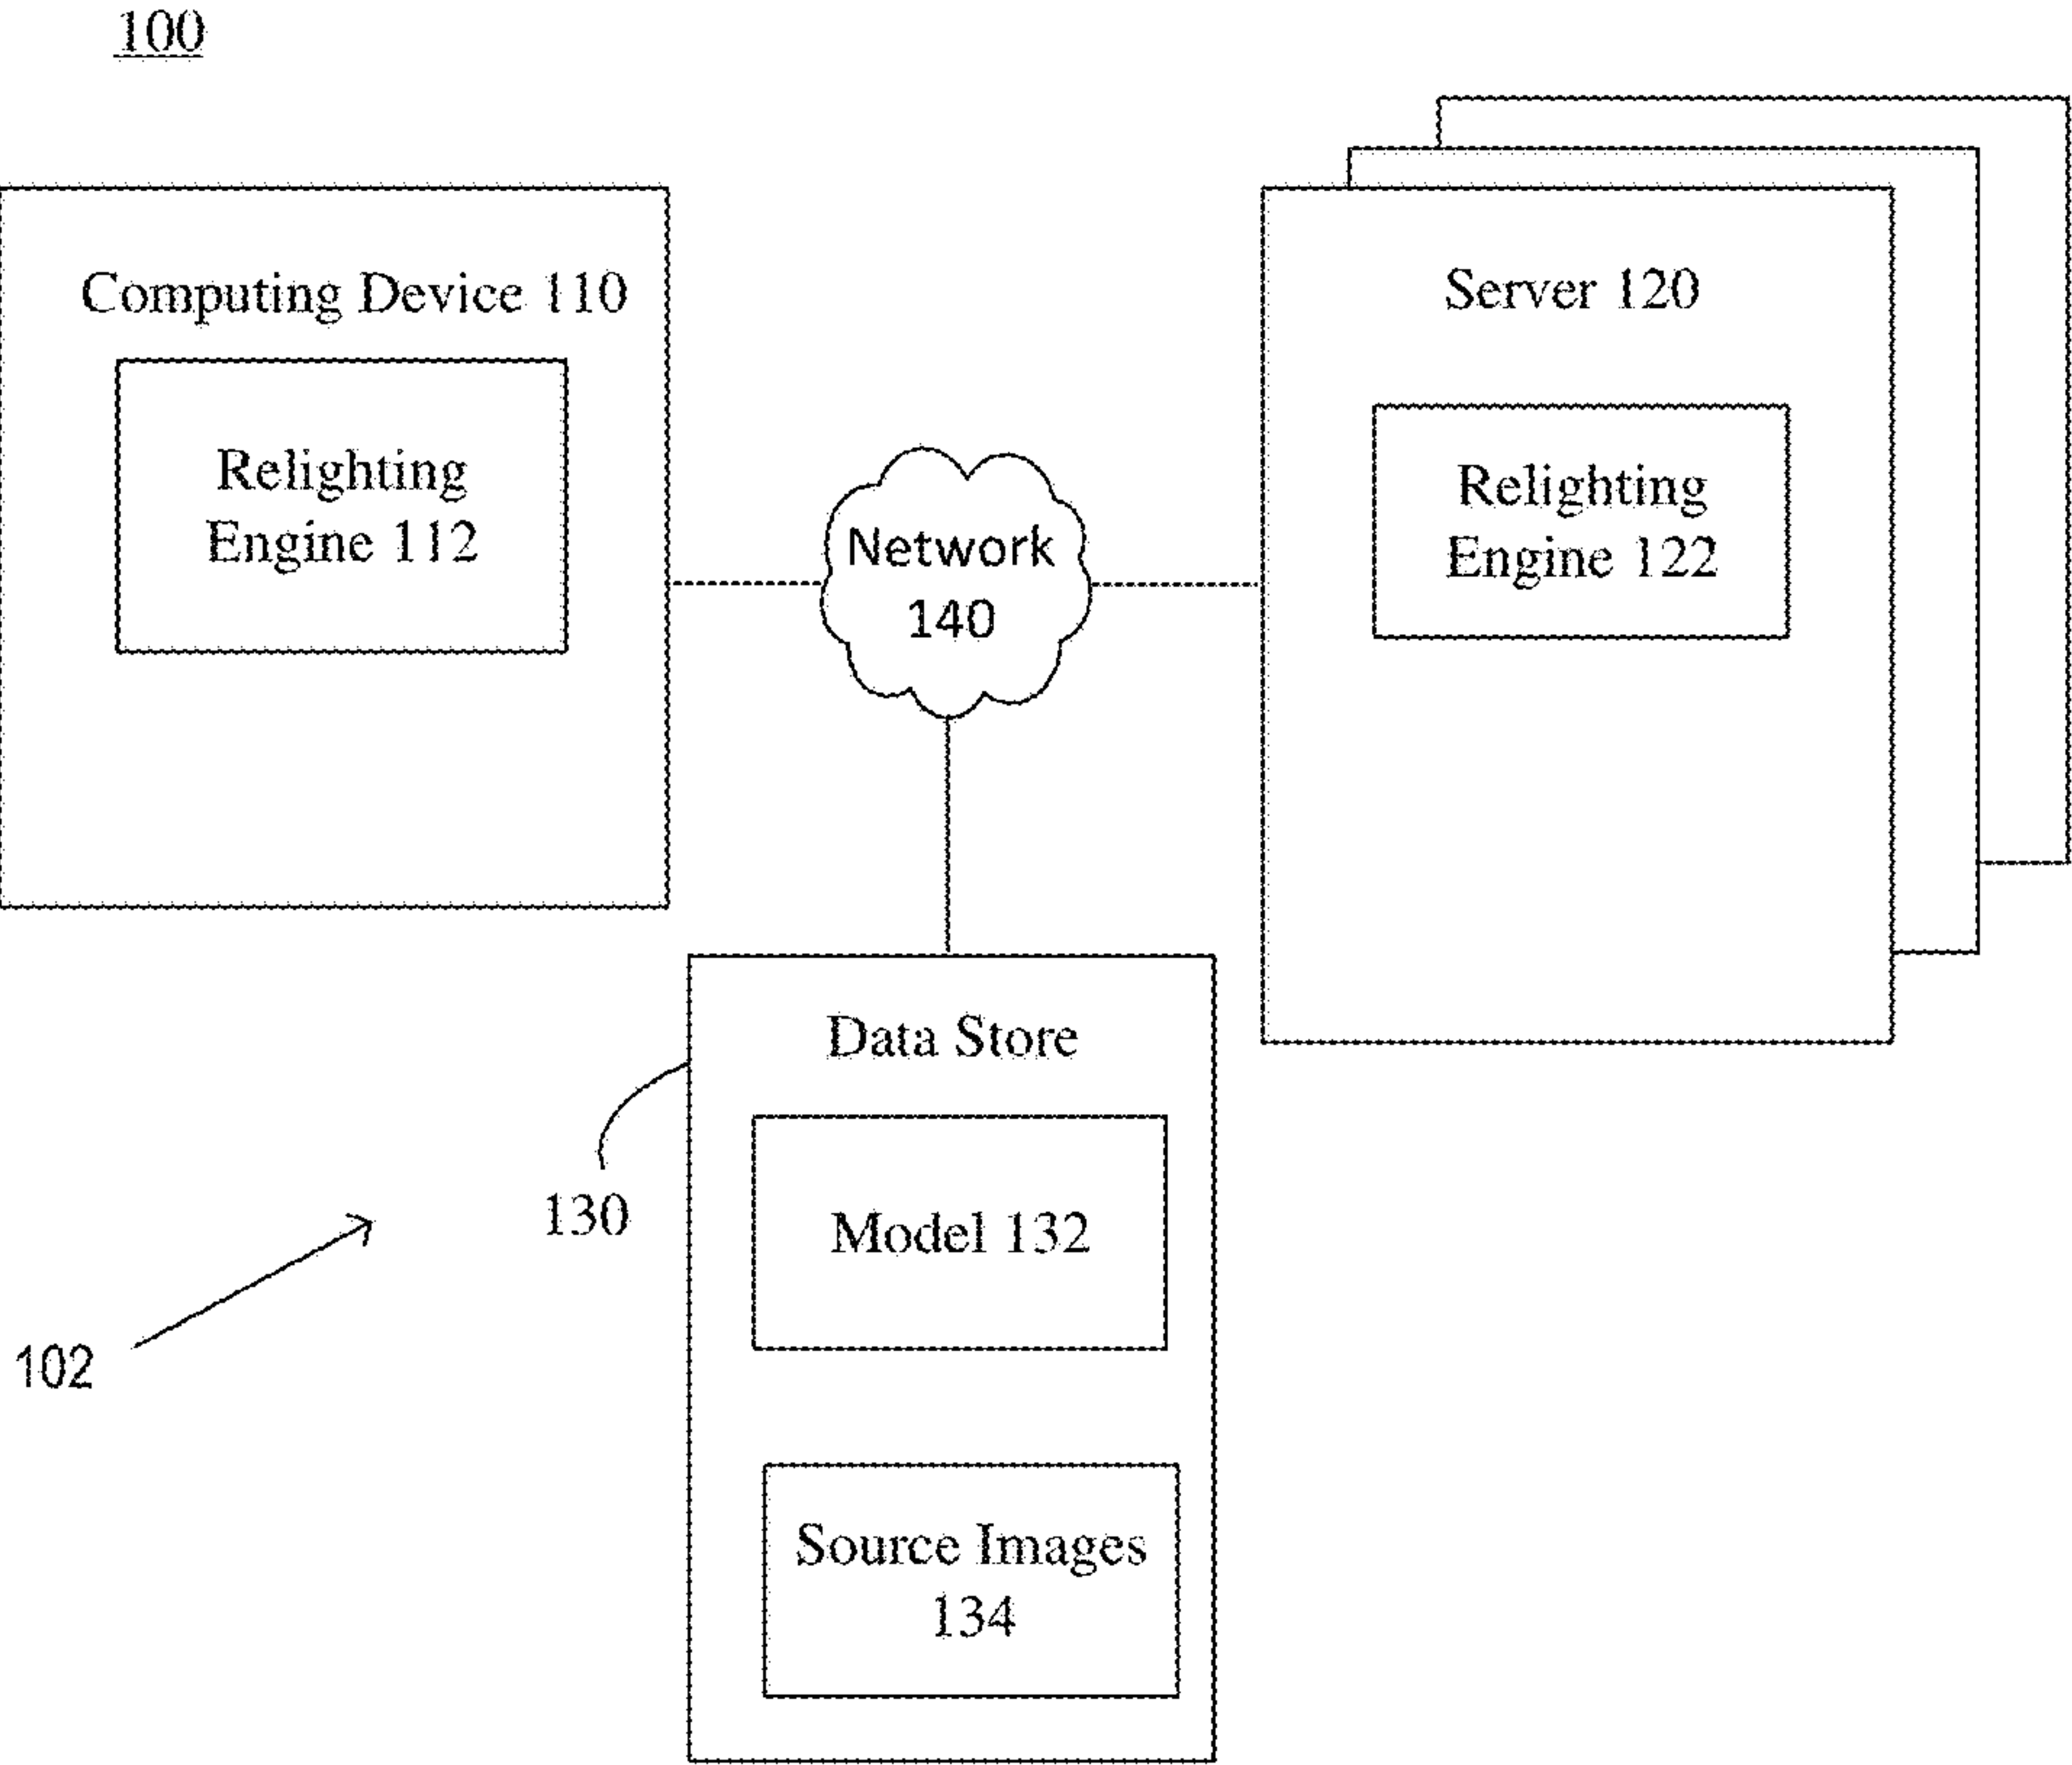 100
Computing Device 110
Relighting
Engine 112
Network
140
Server 120
Relighting
Engine 122
Data Store
130
Model 132
102
Source Images
134